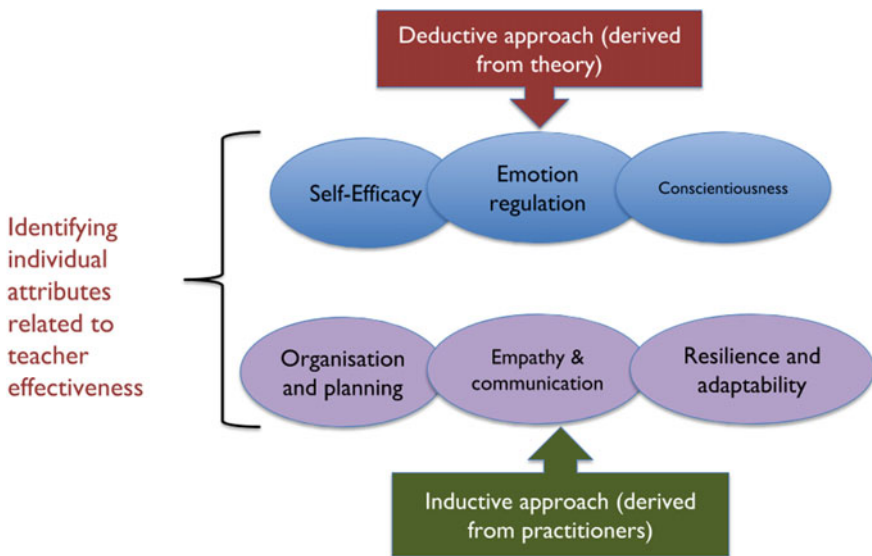 Deductive approach (derived
from theory)
Self-Efficacy
Emotion
regulation
Conscientiousness
Identifying
individual
attributes
related to
teacher
effectiveness
Organisation
and planning
Empathy &
communication
Resilience and
adaptability
Inductive approach (derived
from practitioners)